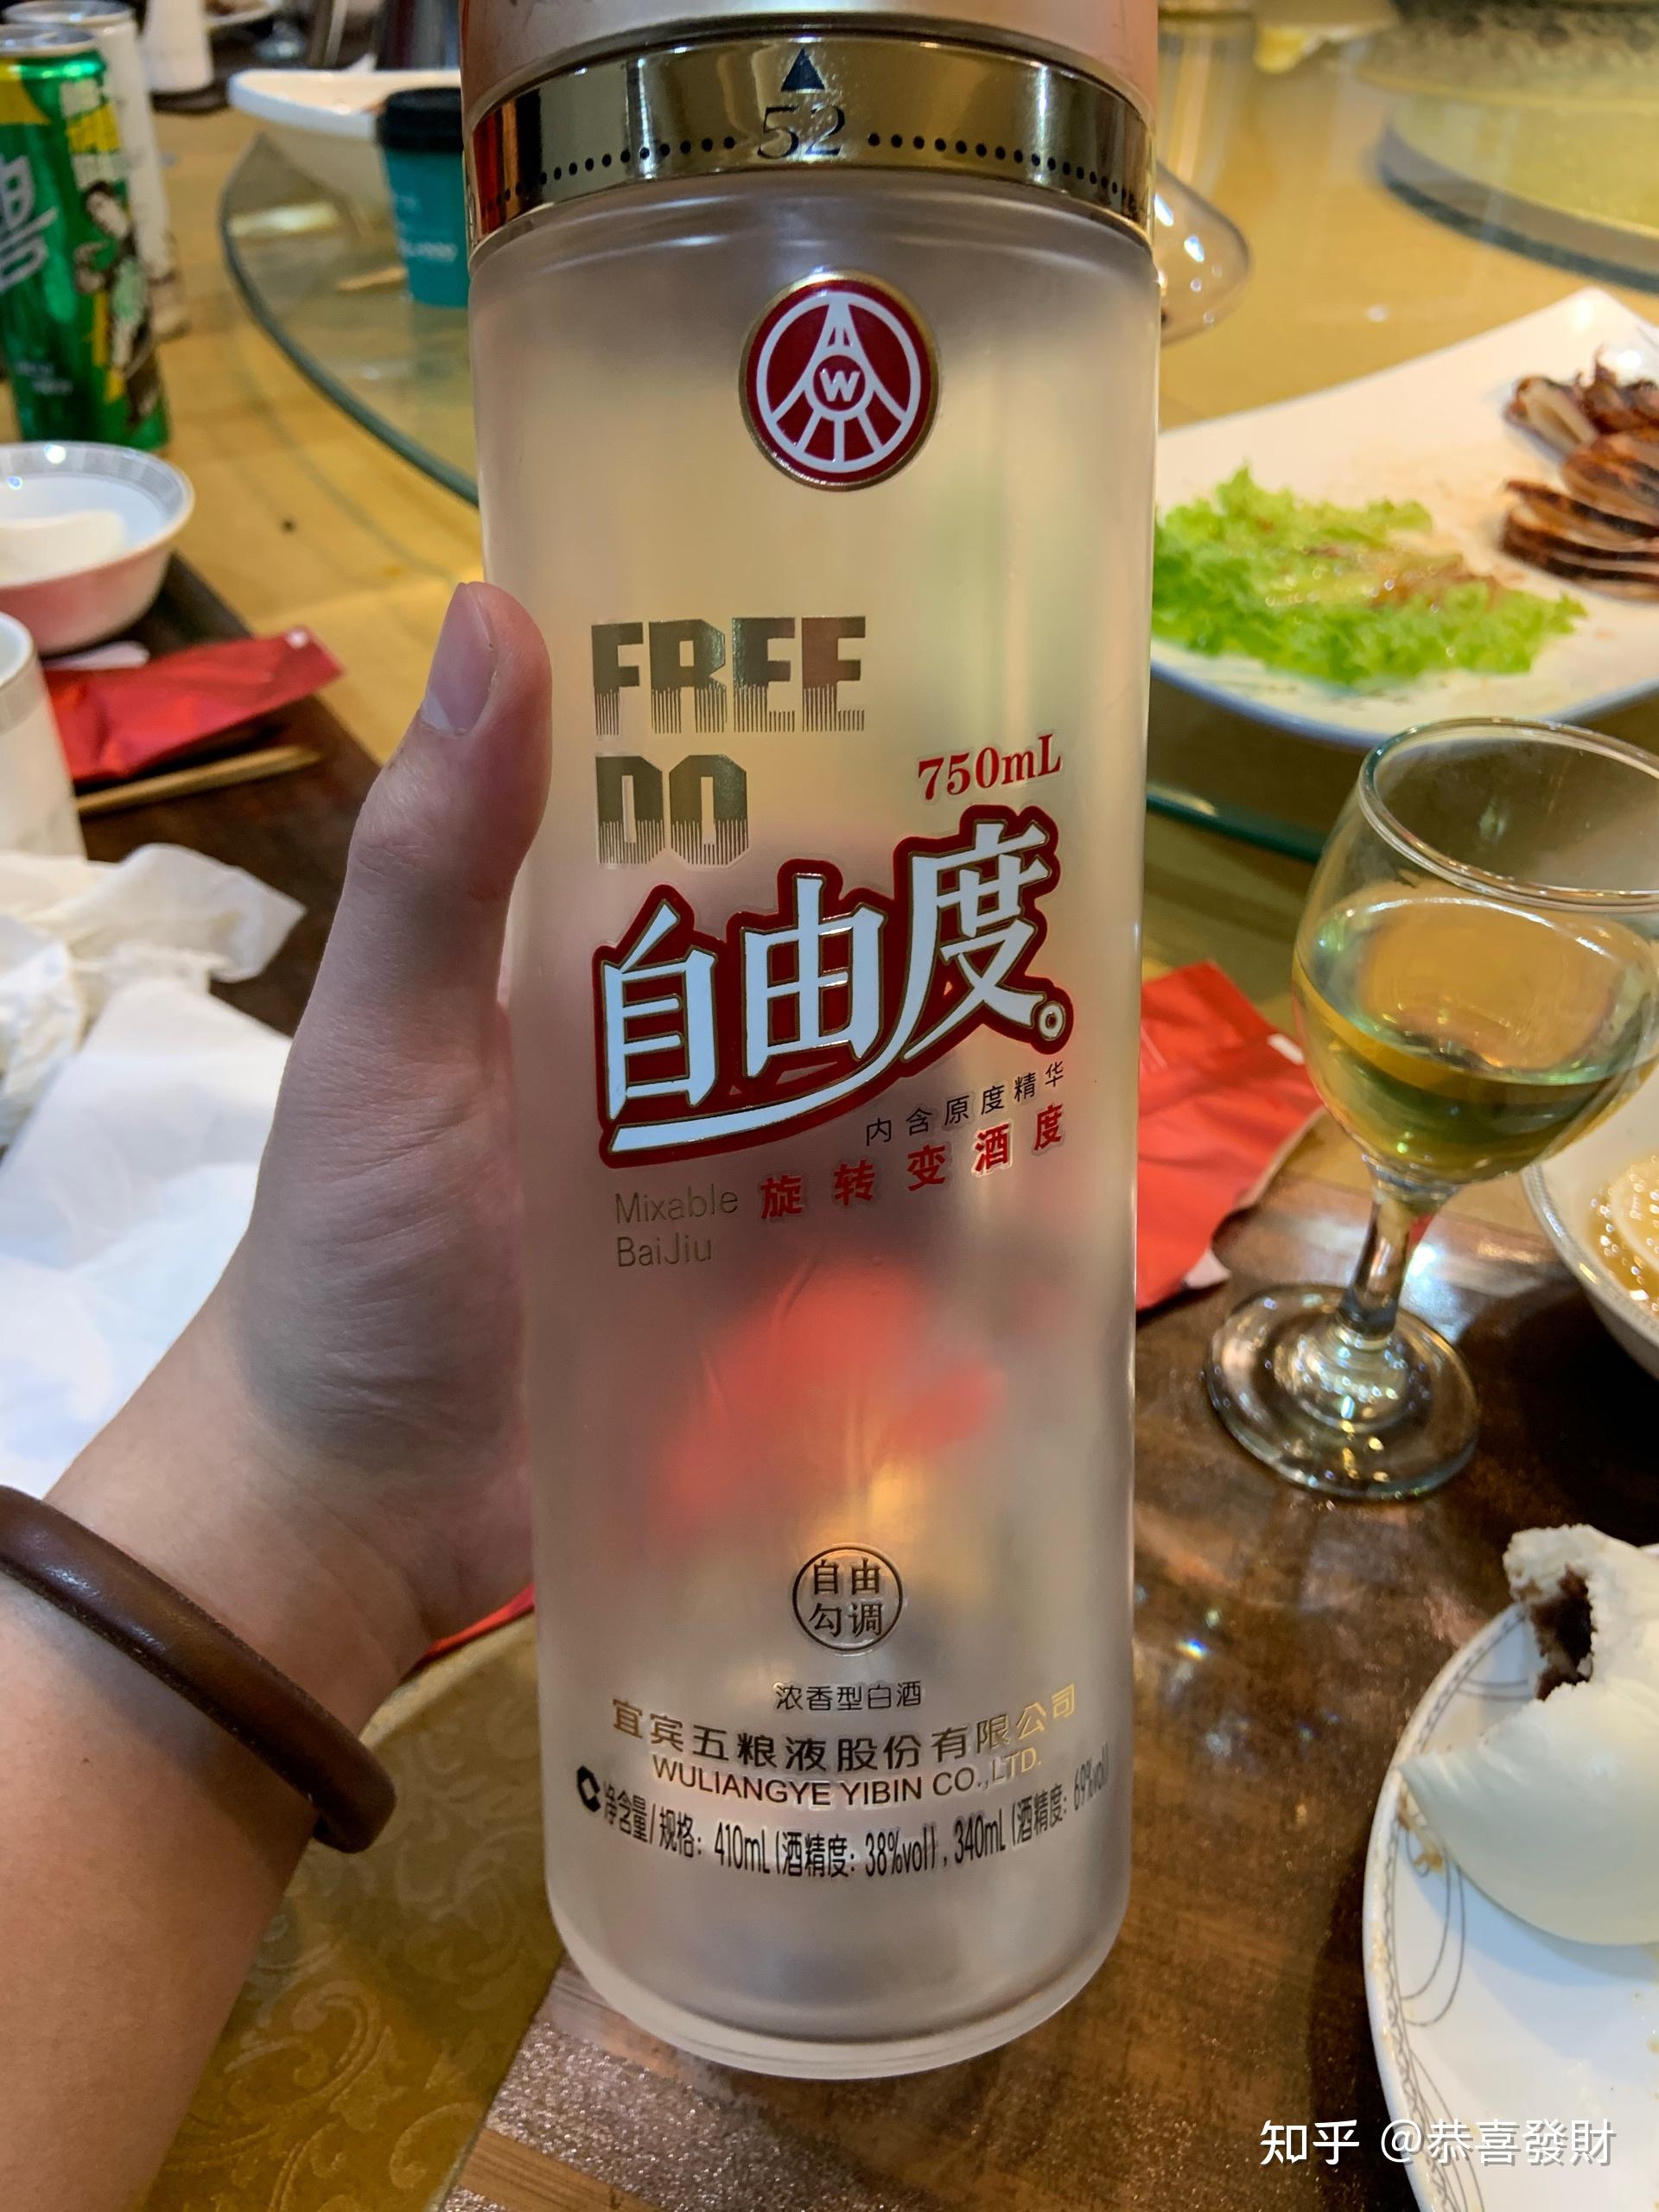 52
W
FREE
DO
750mL
自由度。
内含原度精华
旋转变酒度
Mixable
BaiJiu
自由
勾调
浓香型白酒
宜宾五粮液股份有限公司
WULIANGYE YIBIN CO.,LTD.
净含量/规格：410mL(酒精度：38%vol)，340mL(酒精度：69%vol)
知乎 @恭喜發財